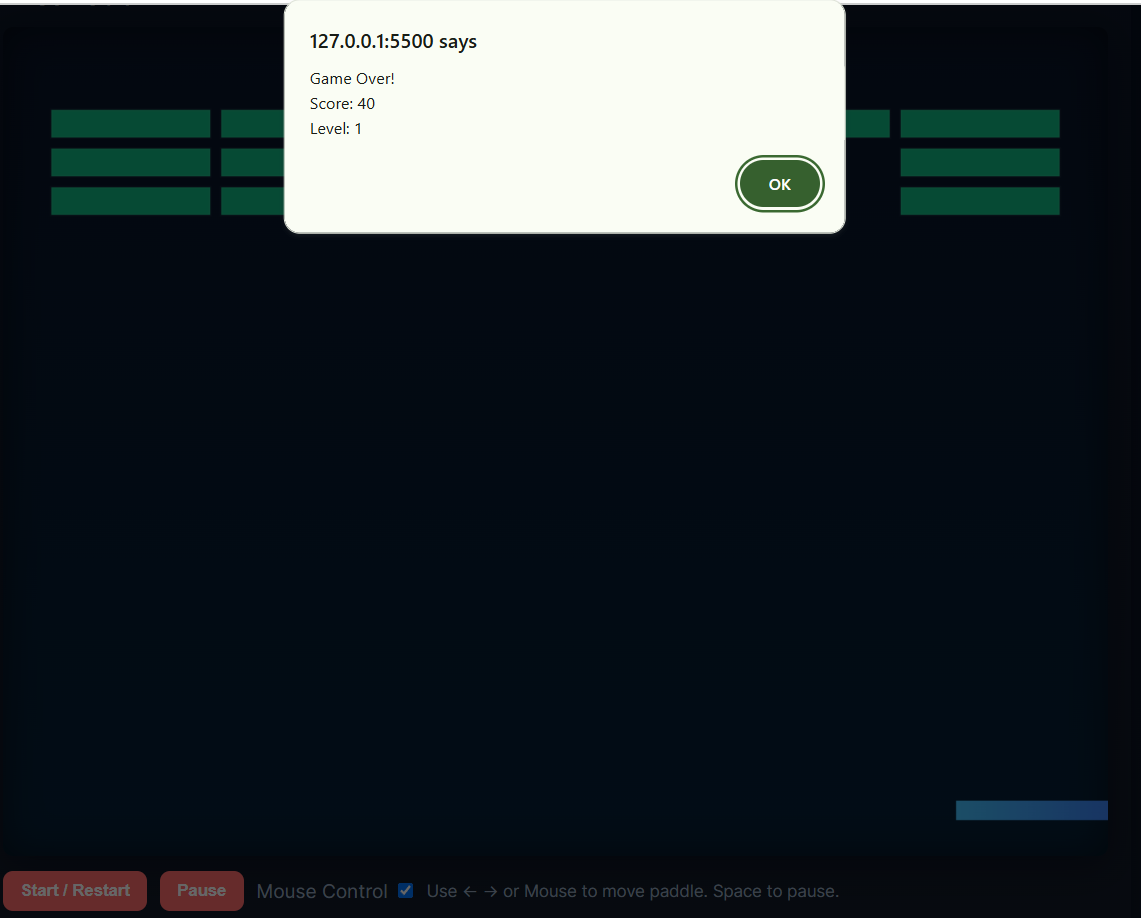 127.0.0.1:5500 says
Game Over!
Score: 40
Level: 1
OK
Start / Restart Pause Mouse Control Use ← → or Mouse to move paddle. Space to pause.